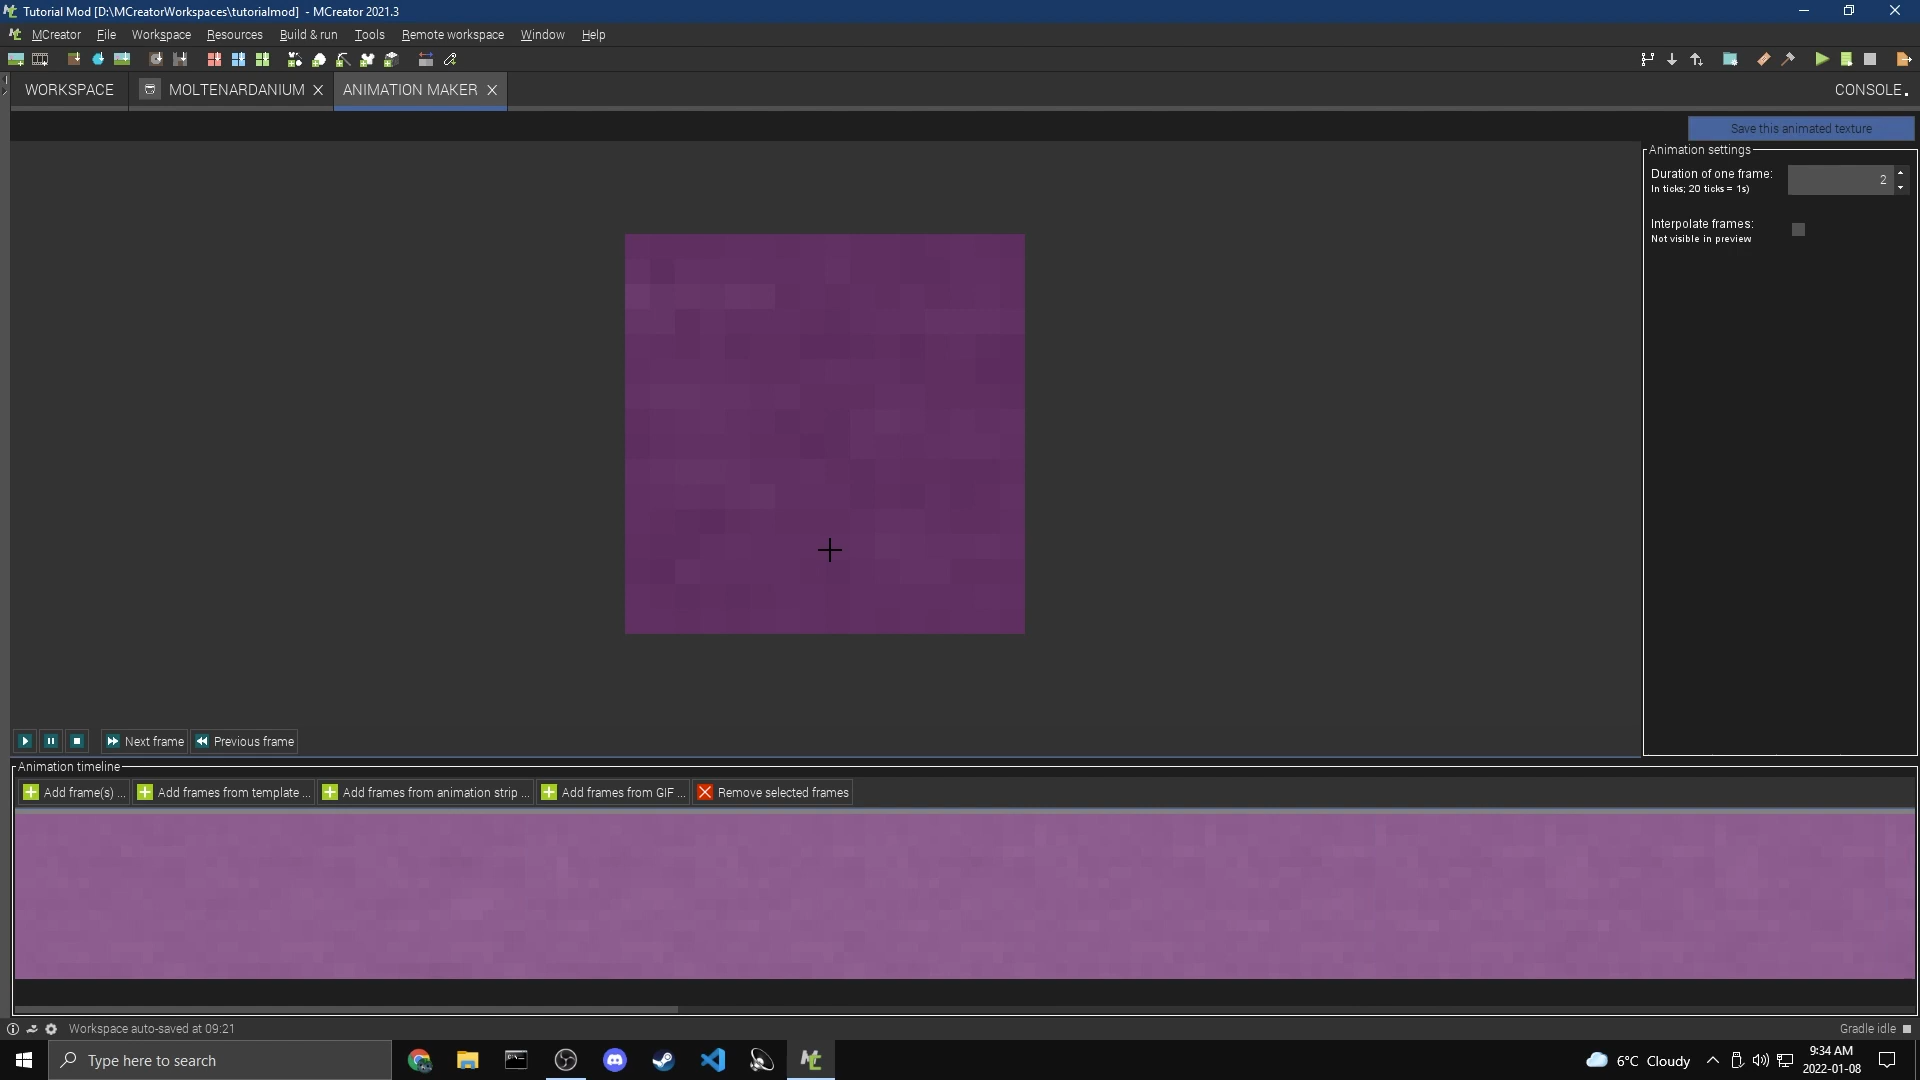 Tutorial Mod [D:\MCreatorWorkspaces\tutorialmod] - MCreator 2021.3
MCreator File Workspace Resources Build & run Tools Remote workspace Window Help
WORKSPACE MOLTENARDANIUM ANIMATION MAKER CONSOLE
Save this animated texture
Animation settings
Duration of one frame: 2
In ticks; 20 ticks = 1s)
Interpolate frames:
Not visible in preview
Next frame Previous frame
Animation timeline
Add frame(s) ... Add frames from template ... Add frames from animation strip ... Add frames from GIF ... Remove selected frames
Workspace auto-saved at 09:21 Gradle idle
Type here to search 6°C Cloudy 9:34 AM
2022-01-08